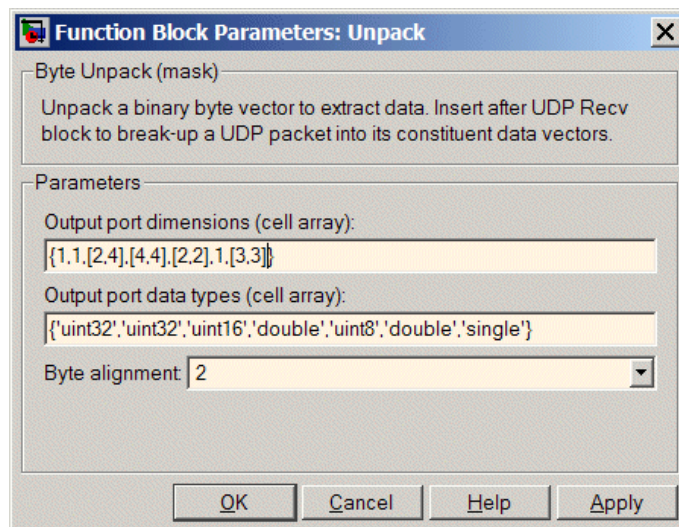 Function Block Parameters: Unpack
Byte Unpack (mask)
Unpack a binary byte vector to extract data. Insert after UDP Recv
block to break-up a UDP packet into its constituent data vectors.
Parameters
Output port dimensions (cell array):
{1,1,[2,4],[4,4],[2,2],1,[3,3]}
Output port data types (cell array):
{'uint32','uint32','uint16','double','uint8','double','single'}
Byte alignment: 2
OK Cancel Help Apply